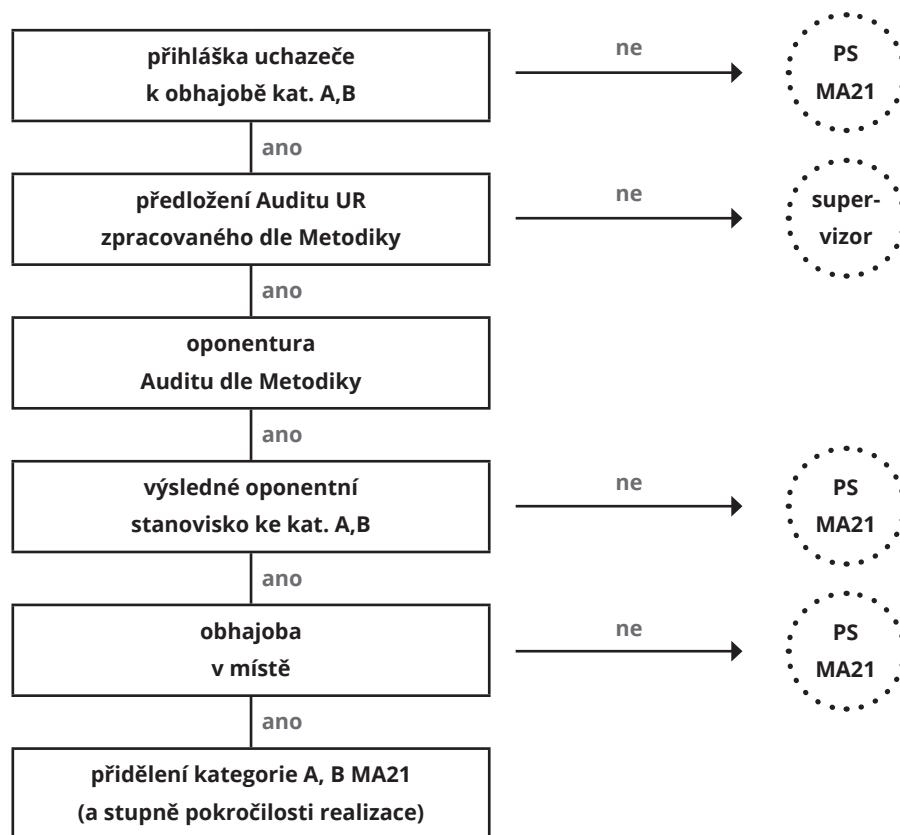 přihláška uchazeče
k obhajobě kat. A,B
ne
PS
MA21
ano
předložení Auditu UR
zpracovaného dle Metodiky
ne
super-
vizor
ano
oponentura
Auditu dle Metodiky
ano
výsledné oponentní
stanovisko ke kat. A,B
ne
PS
MA21
ano
obhajoba
v místě
ne
PS
MA21
ano
přidělení kategorie A, B MA21
(a stupně pokročilosti realizace)